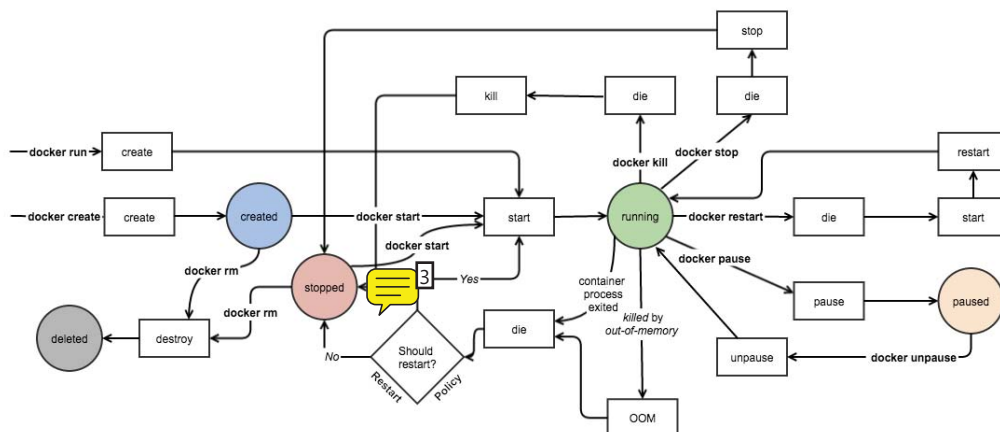 stop
kill
die
die
docker run
create
docker kill
docker stop
restart
docker create
create
created
docker start
start
running
docker restart
die
start
docker start
docker rm
stopped
3
Yes
docker pause
container
process
exited
pause
paused
docker rm
killed by
out-of-memory
deleted
destroy
No
Should
restart?
Restart
Policy
die
unpause
docker unpause
OOM